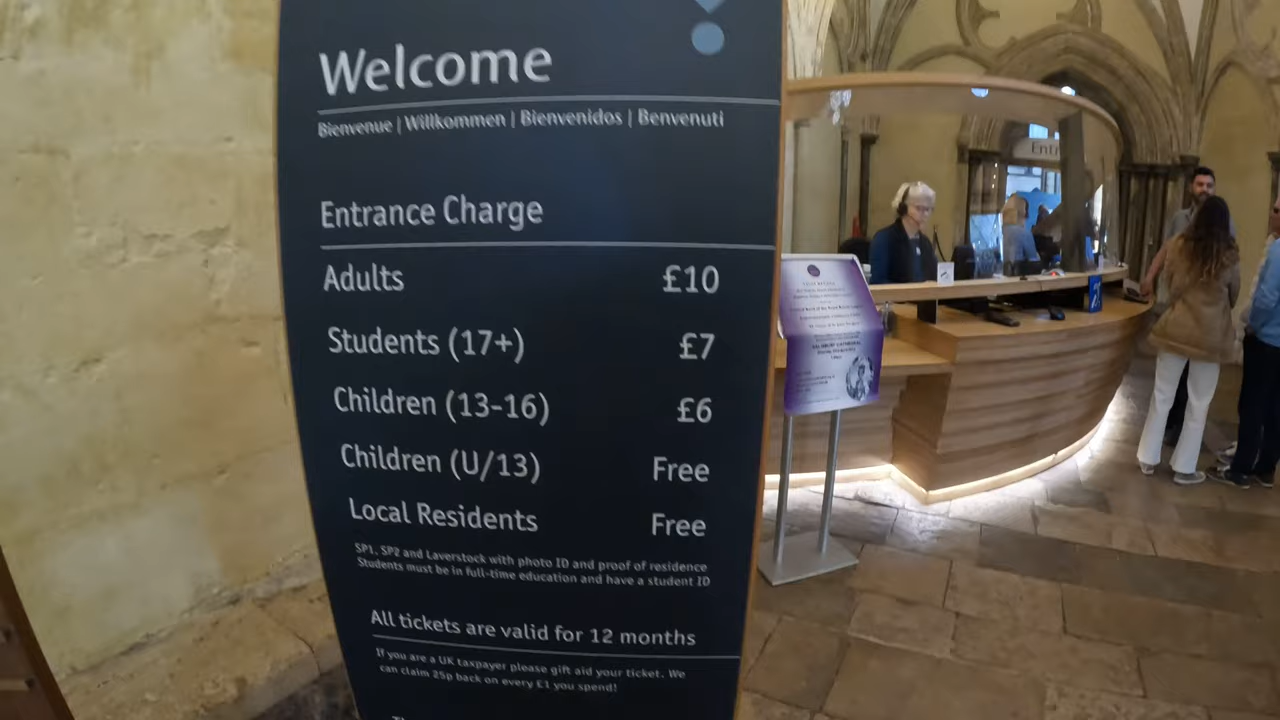 Welcome
Bienvenue | Willkommen | Bienvenidos | Benvenuti
Entrance Charge
Adults £10
Students (17+) £7
Children (13-16) £6
Children (U/13) Free
Local Residents Free
SP1, SP2 and Laverstock with photo ID and proof of residence
Students must be in full-time education and have a student ID
All tickets are valid for 12 months
If you are a UK taxpayer please gift aid your ticket. We
can claim 25p back on every £1 you spend!
SALISBURY CATHEDRAL